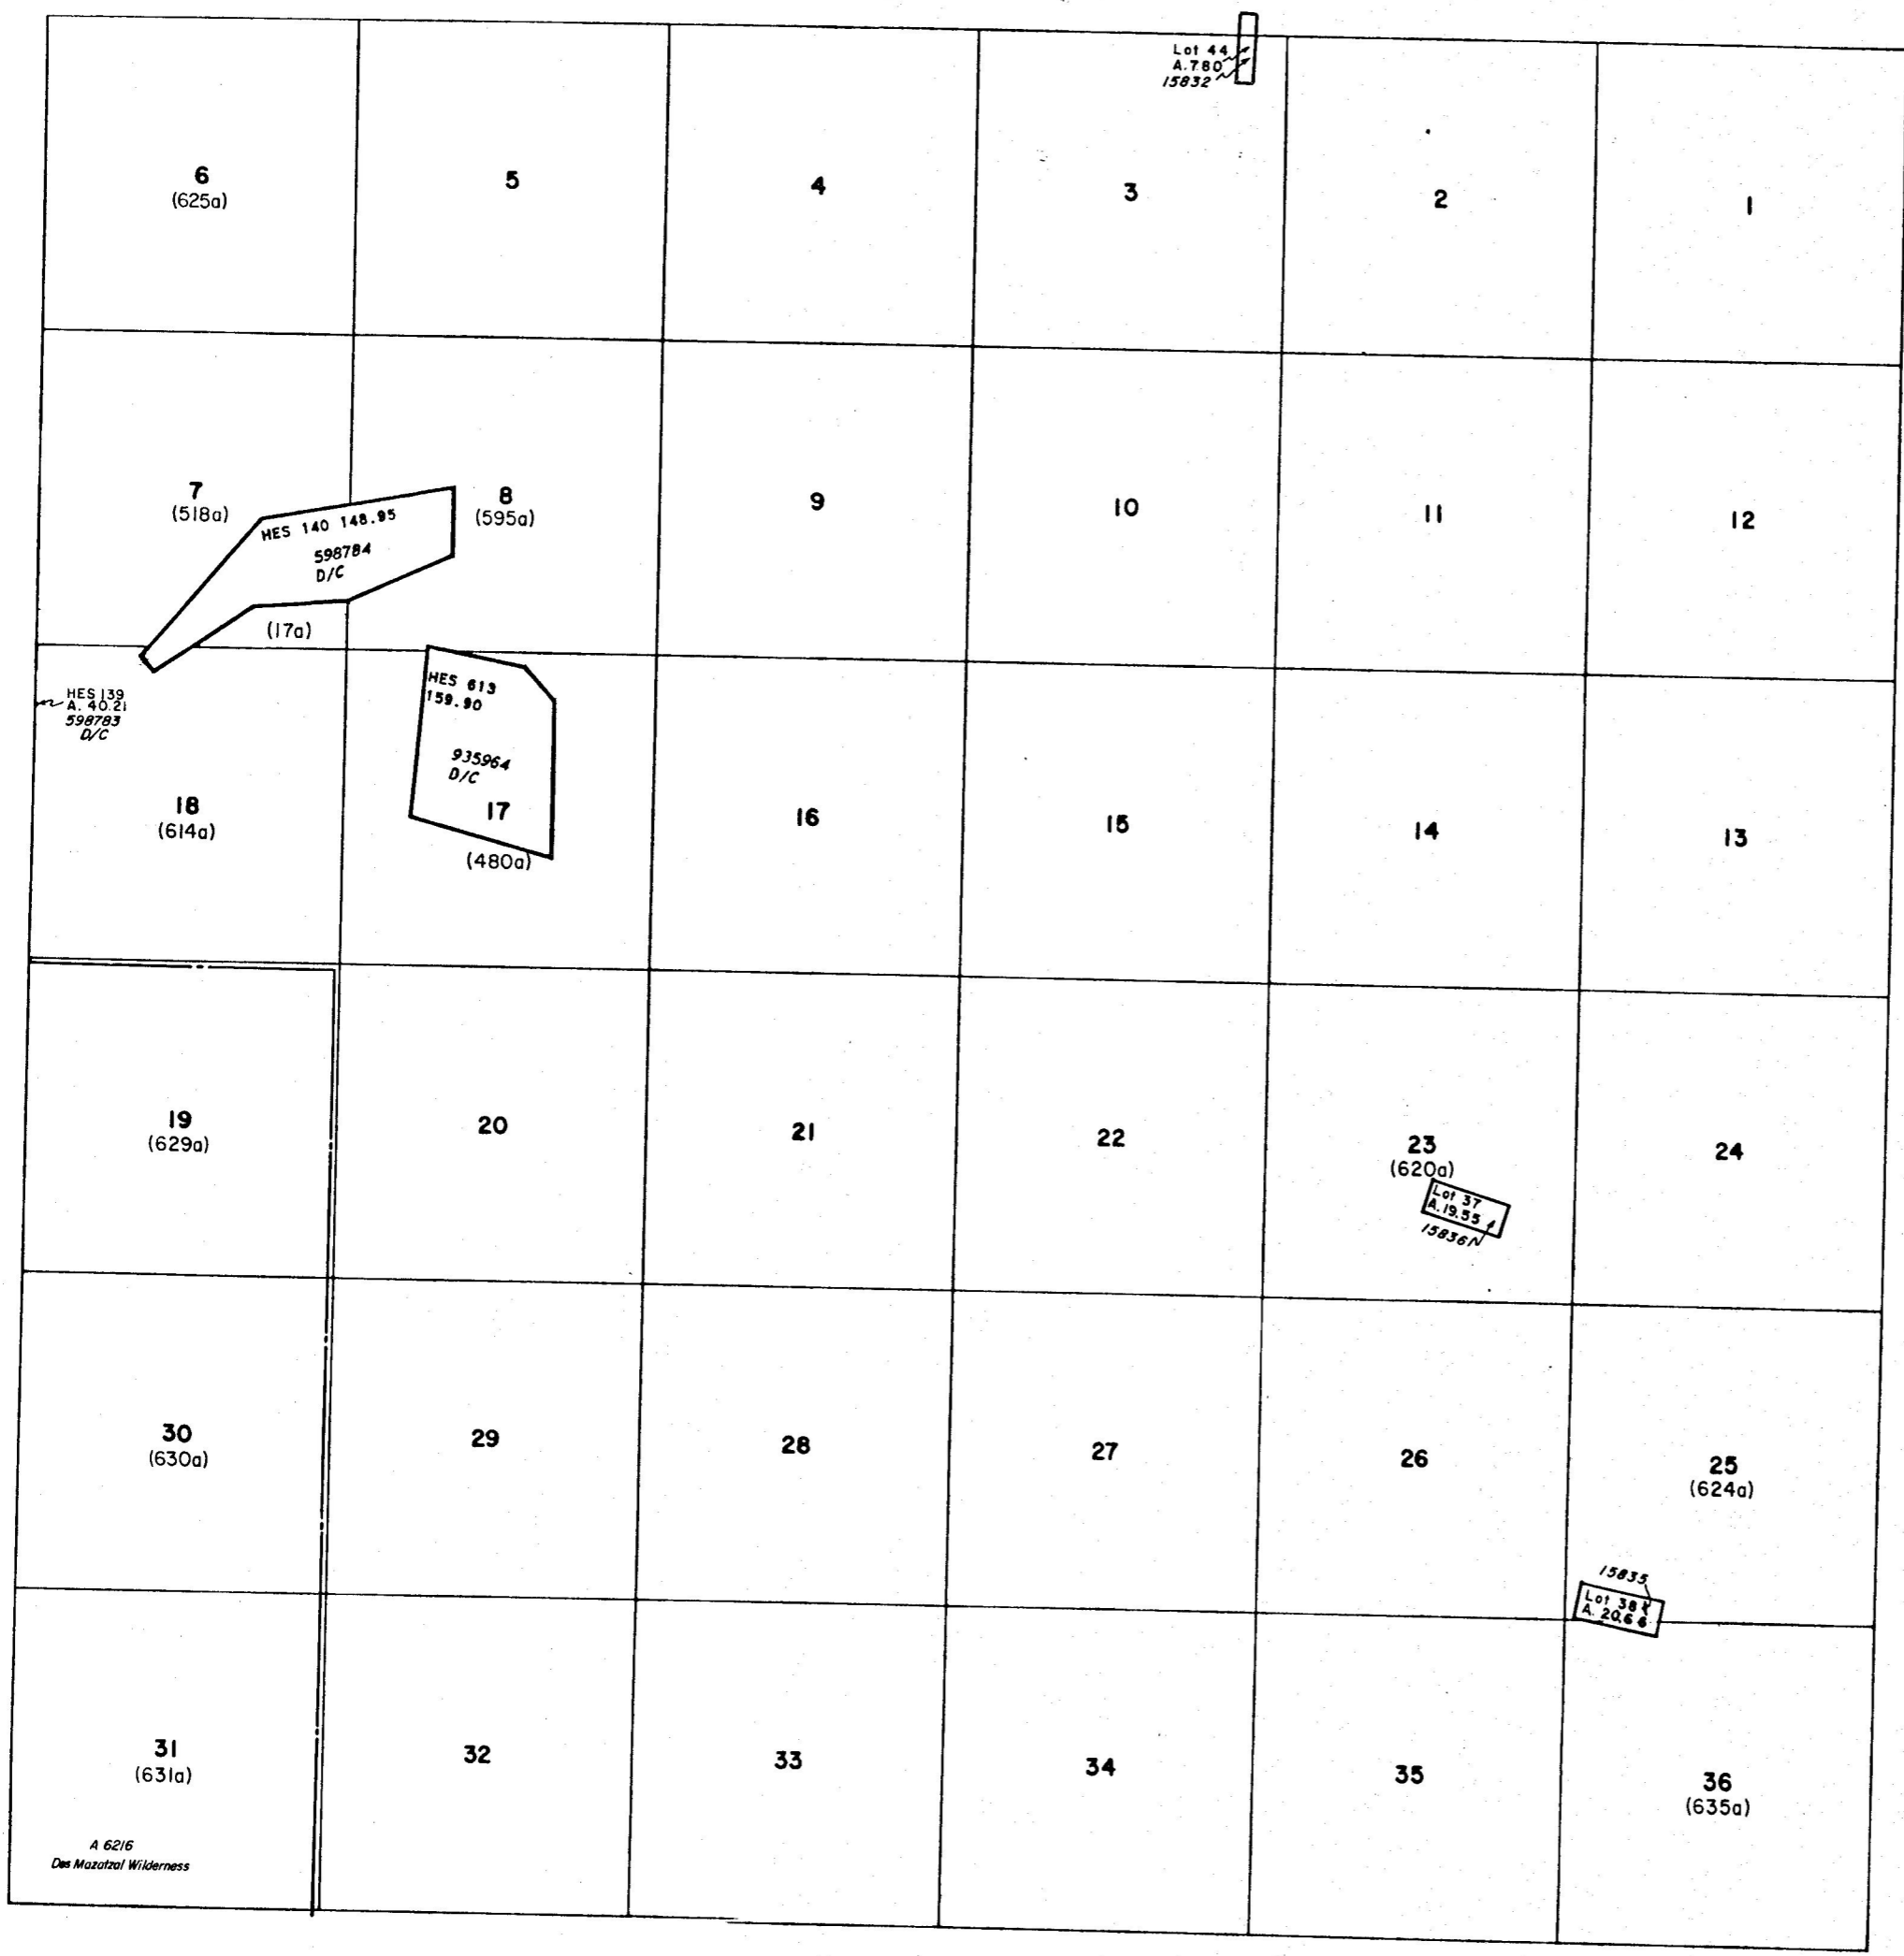 Lot 44
A.7.80
15832
6
(625a)
5
4
3
2
1
7
(518a)
HES 140 148.95
598784
D/C
(17a)
8
(595a)
9
10
11
12
HES 139
A. 40.21
598783
D/C
18
(614a)
HES 613
159.90
935964
D/C
17
(480a)
16
15
14
13
19
(629a)
20
21
22
23
(620a)
Lot 37
A.19.55
15836
24
30
(630a)
29
28
27
26
25
(624a)
15835
Lot 38
A. 20.66
31
(631a)
A 6216
Des Mazatzal Wilderness
32
33
34
35
36
(635a)